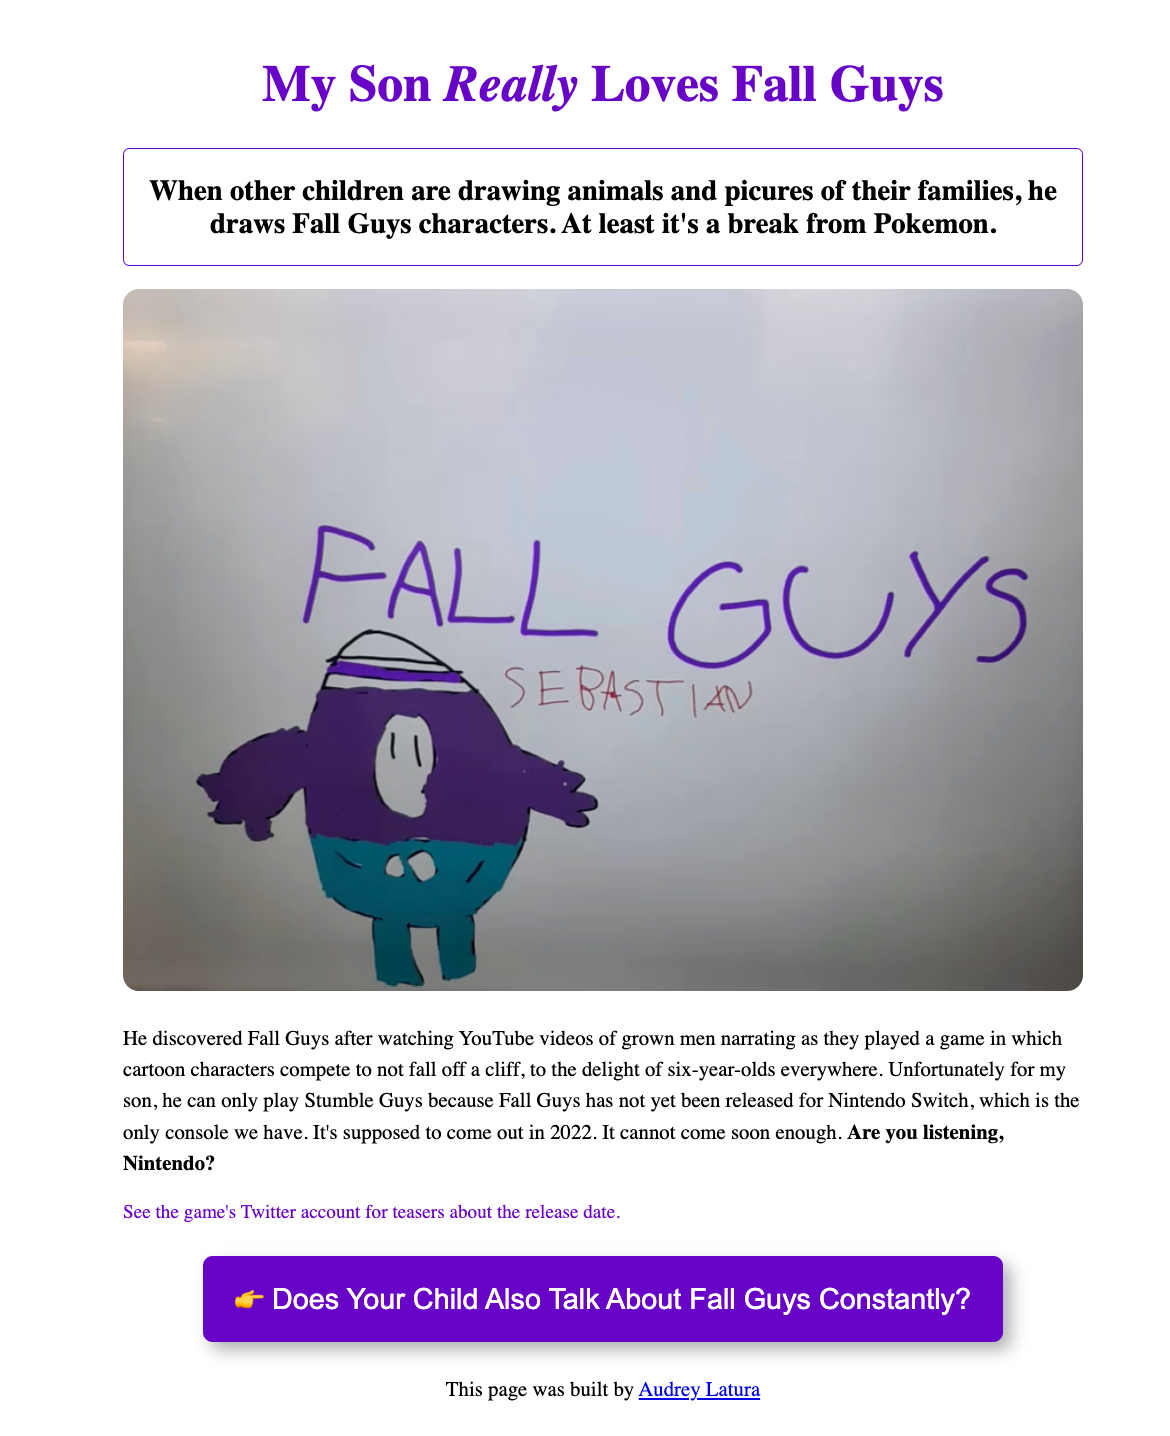 My Son Really Loves Fall Guys
When other children are drawing animals and picures of their families, he
draws Fall Guys characters. At least it's a break from Pokemon.
FALL GUYS
SEBASTIAN
He discovered Fall Guys after watching YouTube videos of grown men narrating as they played a game in which
cartoon characters compete to not fall off a cliff, to the delight of six-year-olds everywhere. Unfortunately for my
son, he can only play Stumble Guys because Fall Guys has not yet been released for Nintendo Switch, which is the
only console we have. It's supposed to come out in 2022. It cannot come soon enough. Are you listening,
Nintendo?
See the game's Twitter account for teasers about the release date.
👉 Does Your Child Also Talk About Fall Guys Constantly?
This page was built by Audrey Latura